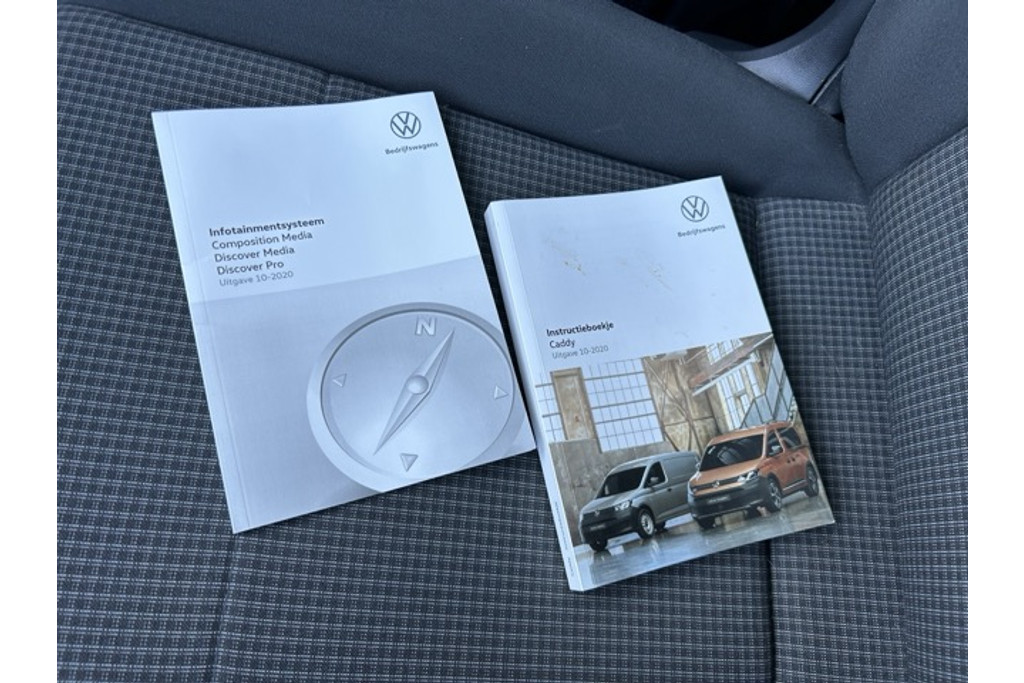 Bedrijfswagens
Infotainmentsysteem
Composition Media
Discover Media
Discover Pro
Uitgave 10-2020
N
Bedrijfswagens
Instructieboekje
Caddy
Uitgave 10-2020